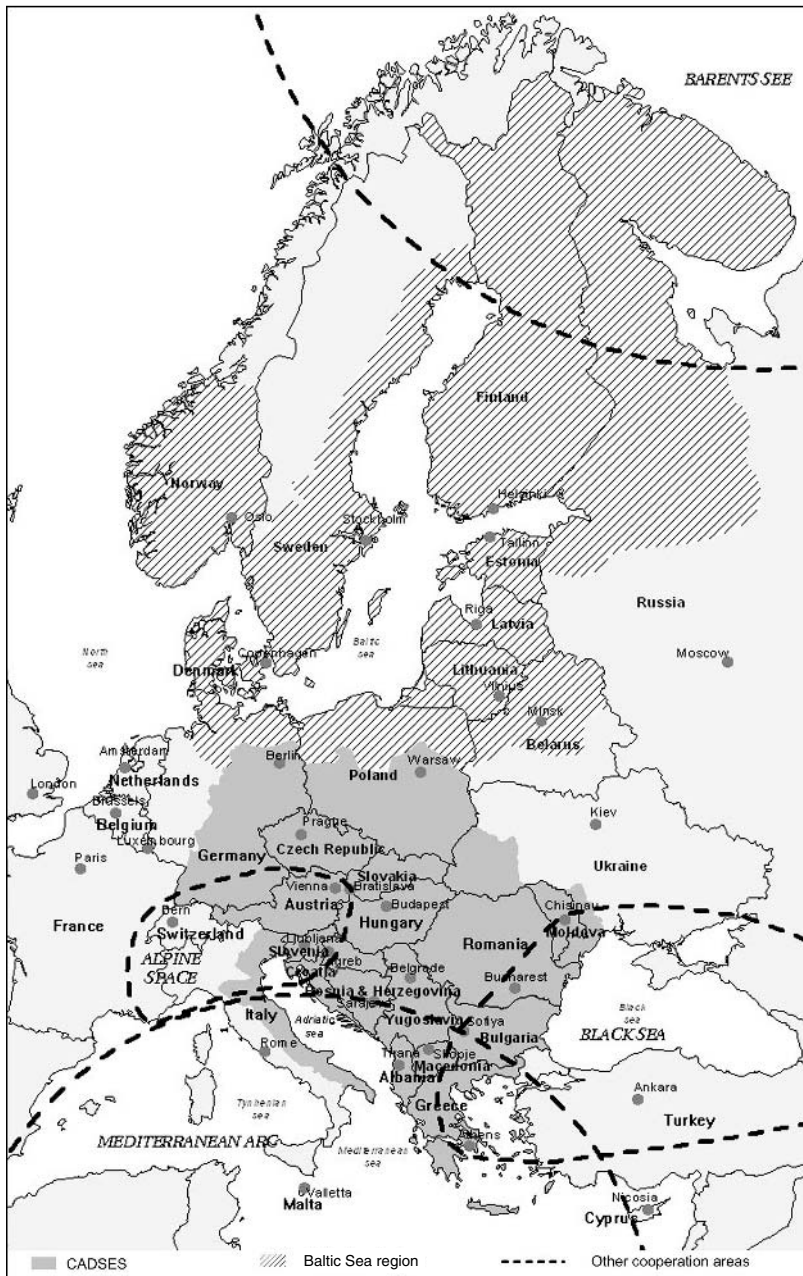 BARENTS SEE
Finland
Norway
Helsinki
Oslo
Stockholm
Tallinn
Sweden
Estonia
Russia
Riga
Latvia
North
sea
Baltic
sea
Copenhagen
Moscow
Denmark
Lithuania
Vilnius
Minsk
Belarus
Amsterdam
Berlin
Warsaw
Poland
Netherlands
London
Brussels
Kiev
Belgium
Prague
Luxembourg
Czech Republic
Paris
Germany
Slovakia
Ukraine
Vienna
Bratislava
Austria
Budapest
Chisinau
Bern
Hungary
France
Switzerland
Moldova
Ljubljana
Romania
ALPINE
SPACE
Slovenia
Zagreb
Croatia
Belgrade
Bucharest
Bosnia & Herzegovina
Sarajevo
Italy
Adriatic
sea
Yugoslavia
Sofiya
Bulgaria
Black
sea
BLACK SEA
Rome
Tirana
Skopje
Macedonia
Albania
Ankara
Tyrrhenian
sea
Greece
Turkey
Athens
MEDITERRANEAN ARC
Mediterranean
sea
Valletta
Malta
Nicosia
Cyprus
CADSES
Baltic Sea region
Other cooperation areas